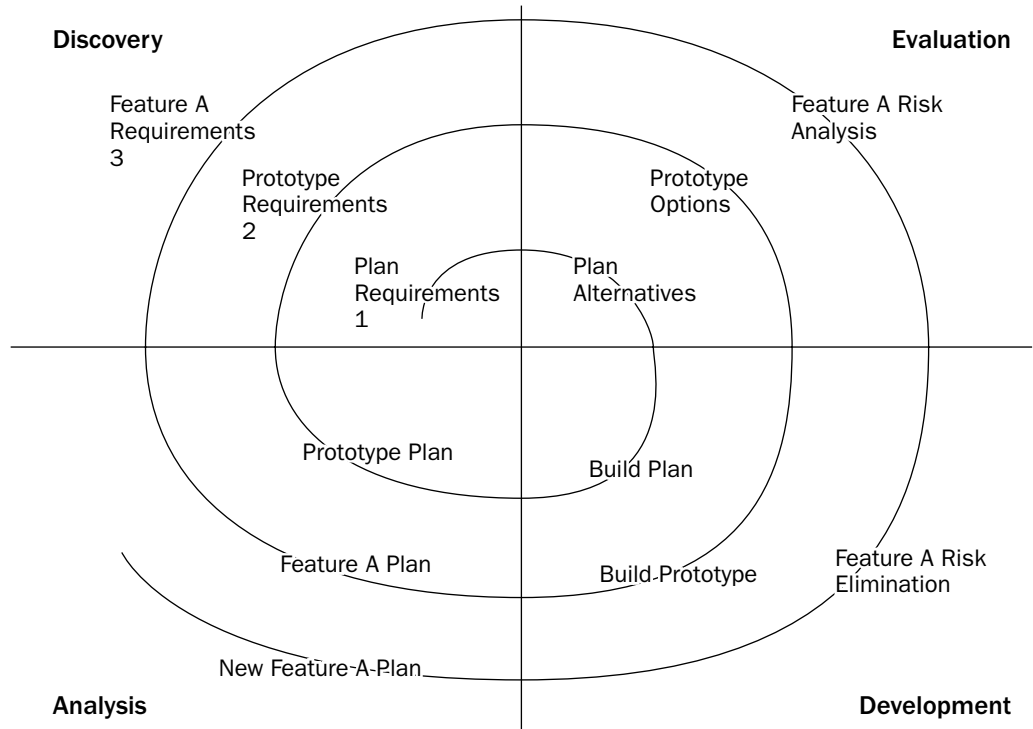 Discovery
Evaluation
Feature A
Requirements
3
Feature A Risk
Analysis
Prototype
Requirements
2
Prototype
Options
Plan
Requirements
1
Plan
Alternatives
Prototype Plan
Build Plan
Feature A Plan
Build Prototype
Feature A Risk
Elimination
New Feature A Plan
Analysis
Development